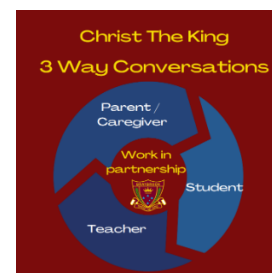 Christ The King
3 Way Conversations
Parent /
Caregiver
Work in
partnership
Student
Teacher